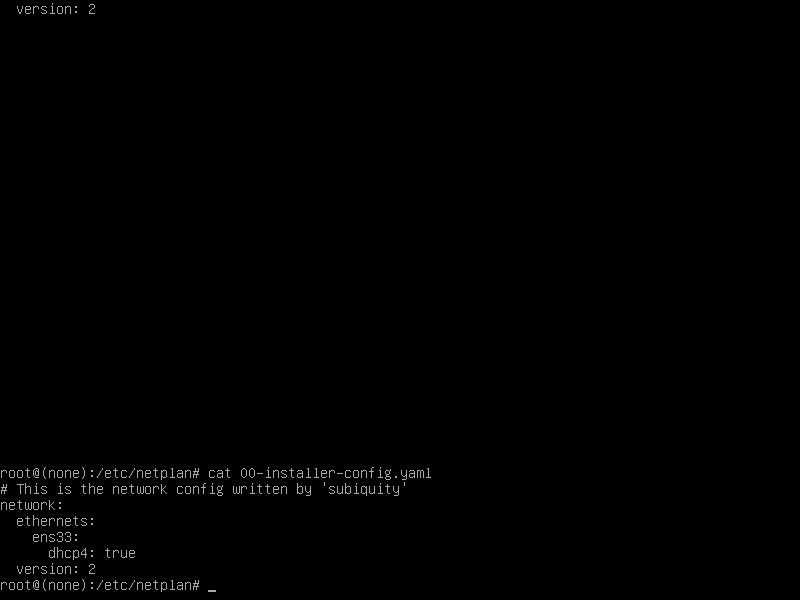 version: 2
root@(none):/etc/netplan# cat 00-installer-config.yaml
# This is the network config written by 'subiquity'
network:
  ethernets:
    ens33:
      dhcp4: true
  version: 2
root@(none):/etc/netplan# _